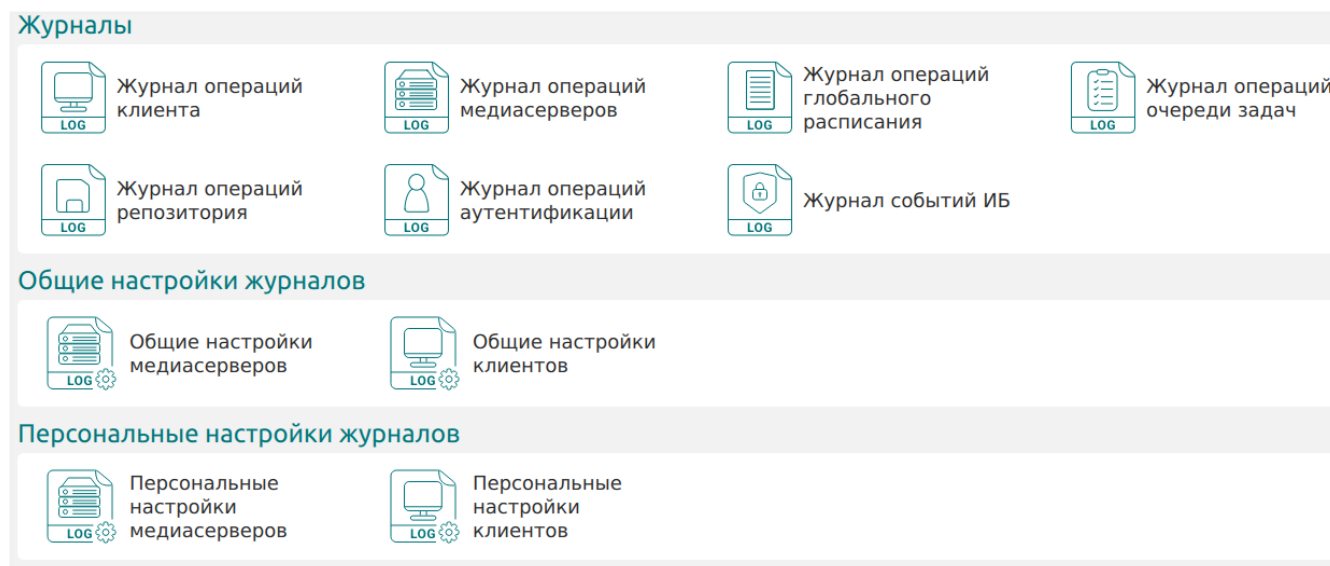 Журналы
Журнал операций
клиента
LOG
Журнал операций
медиасерверов
LOG
Журнал операций
глобального
расписания
LOG
Журнал операций
очереди задач
LOG
Журнал операций
репозитория
LOG
Журнал операций
аутентификации
LOG
Журнал событий ИБ
LOG
Общие настройки журналов
Общие настройки
медиасерверов
LOG
Общие настройки
клиентов
LOG
Персональные настройки журналов
Персональные
настройки
медиасерверов
LOG
Персональные
настройки
клиентов
LOG